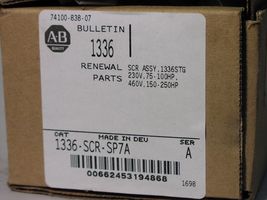 74100-838-07
BULLETIN
A-B
1336
RENEWAL
PARTS
SCR ASSY.1336STG
230V,75-100HP.
460V.150-250HP
CAT
MADE IN DEU
SER
1336-SCR-SP7A
A
00662453194868
1698